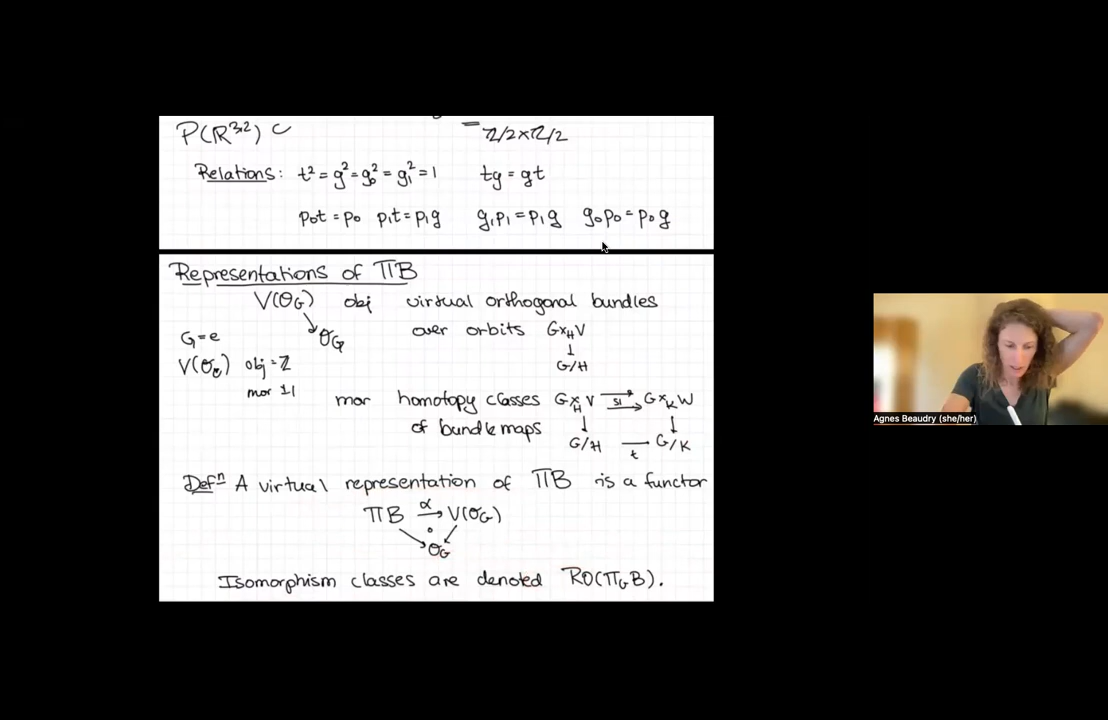 P(ℝ³,²)
= ℤ/2×ℤ/2
Relations: t² = g² = g₀² = g₁² = 1 tg = gt
p₀t = p₀ p₁t = p₁g g₁p₁ = p₁g g₀p₀ = p₀g
Representations of ΠB
V(𝒪_G) obj virtual orthogonal bundles
G=e ↘ 𝒪_G over orbits G×_H V
↓
V(𝒪_e) obj = ℤ G/H
mor ±1
mor homotopy classes G×_H V ⇉ G×_K W
of bundle maps ↓ ↓
G/H → G/K
t
Defⁿ A virtual representation of ΠB is a functor
ΠB →^α V(𝒪_G)
↘ ↙
𝒪_G
Isomorphism classes are denoted RO(Π_G B).
Agnes Beaudry (she/her)